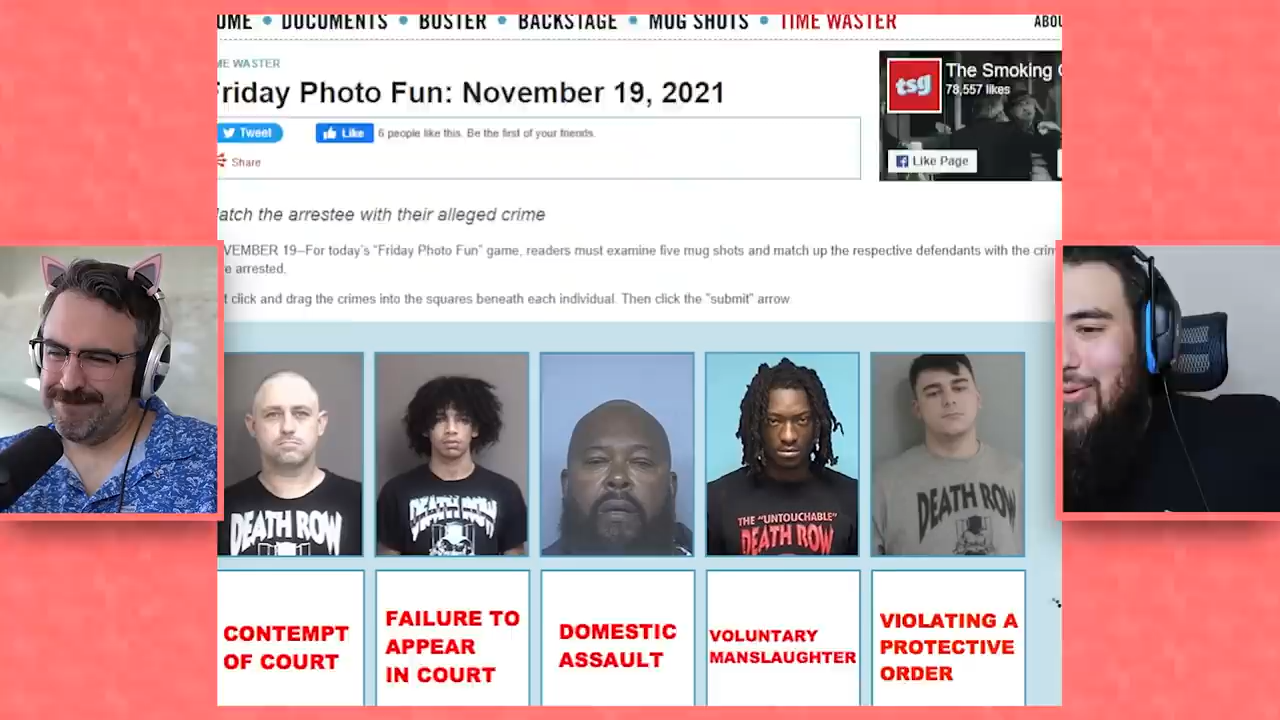 OME • DOCUMENTS • BUSTER • BACKSTAGE • MUG SHOTS • TIME WASTER ABOU
ME WASTER
Friday Photo Fun: November 19, 2021
Tweet
Like 6 people like this. Be the first of your friends.
Share
tsg
The Smoking G
78,557 likes
Like Page
atch the arrestee with their alleged crime
VEMBER 19—For today's "Friday Photo Fun" game, readers must examine five mug shots and match up the respective defendants with the crim
e arrested.
t click and drag the crimes into the squares beneath each individual. Then click the "submit" arrow
DEATH ROW
DEATH ROW
THE "UNTOUCHABLE"
DEATH ROW
DEATH ROW
CONTEMPT
OF COURT
FAILURE TO
APPEAR
IN COURT
DOMESTIC
ASSAULT
VOLUNTARY
MANSLAUGHTER
VIOLATING A
PROTECTIVE
ORDER